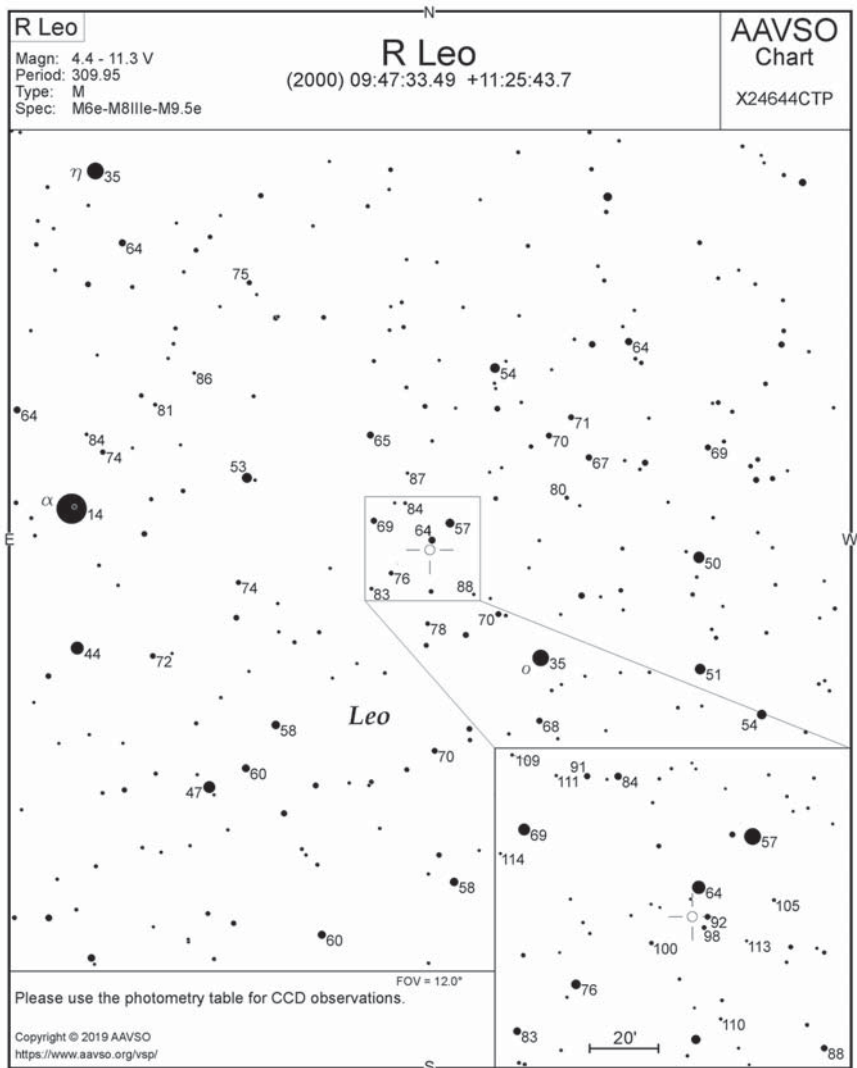 N
R Leo
Magn: 4.4 - 11.3 V
Period: 309.95
Type: M
Spec: M6e-M8IIIe-M9.5e
R Leo
(2000) 09:47:33.49 +11:25:43.7
AAVSO
Chart
X24644CTP
η 35
64
75
64
54
86
81
64
71
84
65
70
74
67
69
53
87
80
α 14
84
69
64
57
E
W
50
76
74
83
88
70
78
44
72
o 35
51
Leo
54
68
58
70
60
47
58
60
109
91
111
84
69
57
114
64
105
92
98
100
113
76
110
83
20'
88
FOV = 12.0°
Please use the photometry table for CCD observations.
Copyright © 2019 AAVSO
https://www.aavso.org/vsp/
S